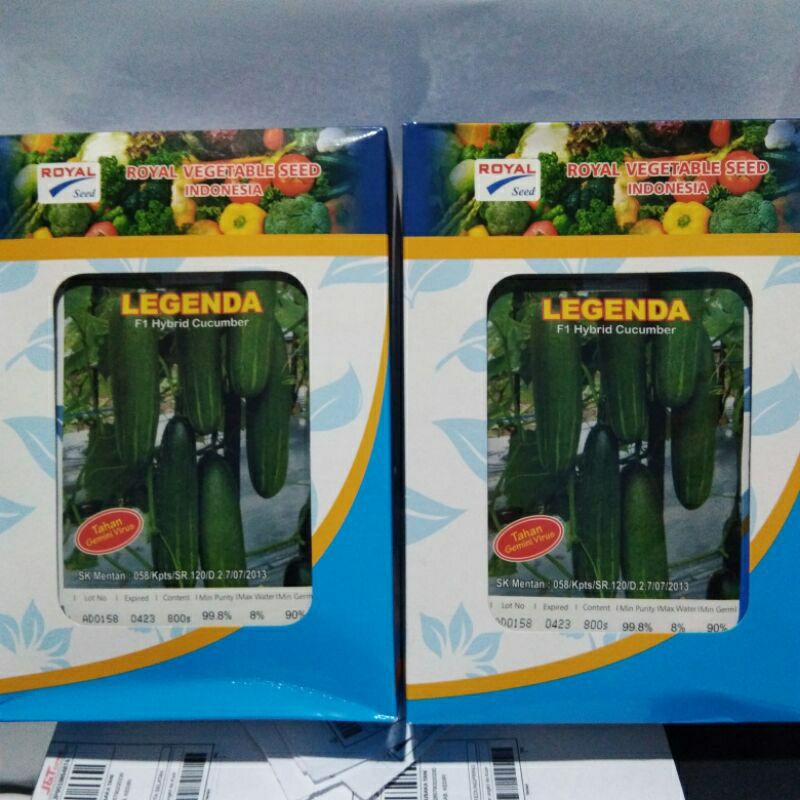 ROYAL
Seed
ROYAL VEGETABLE SEED
INDONESIA
LEGENDA
F1 Hybrid Cucumber
Tahan
Gemini Virus
SK Mentan : 058/Kpts/SR.120/D.2.7/07/2013
Lot No | Expired | Content | Min Purity | Max Water | Min Germ
AD0158 0423 800s 99.8% 8% 90%
ROYAL
Seed
ROYAL VEGETABLE SEED
INDONESIA
LEGENDA
F1 Hybrid Cucumber
Tahan
Gemini Virus
SK Mentan : 058/Kpts/SR.120/D.2.7/07/2013
Lot No | Expired | Content | Min Purity | Max Water | Min Germ
AD0158 0423 800s 99.8% 8% 90%
J&T